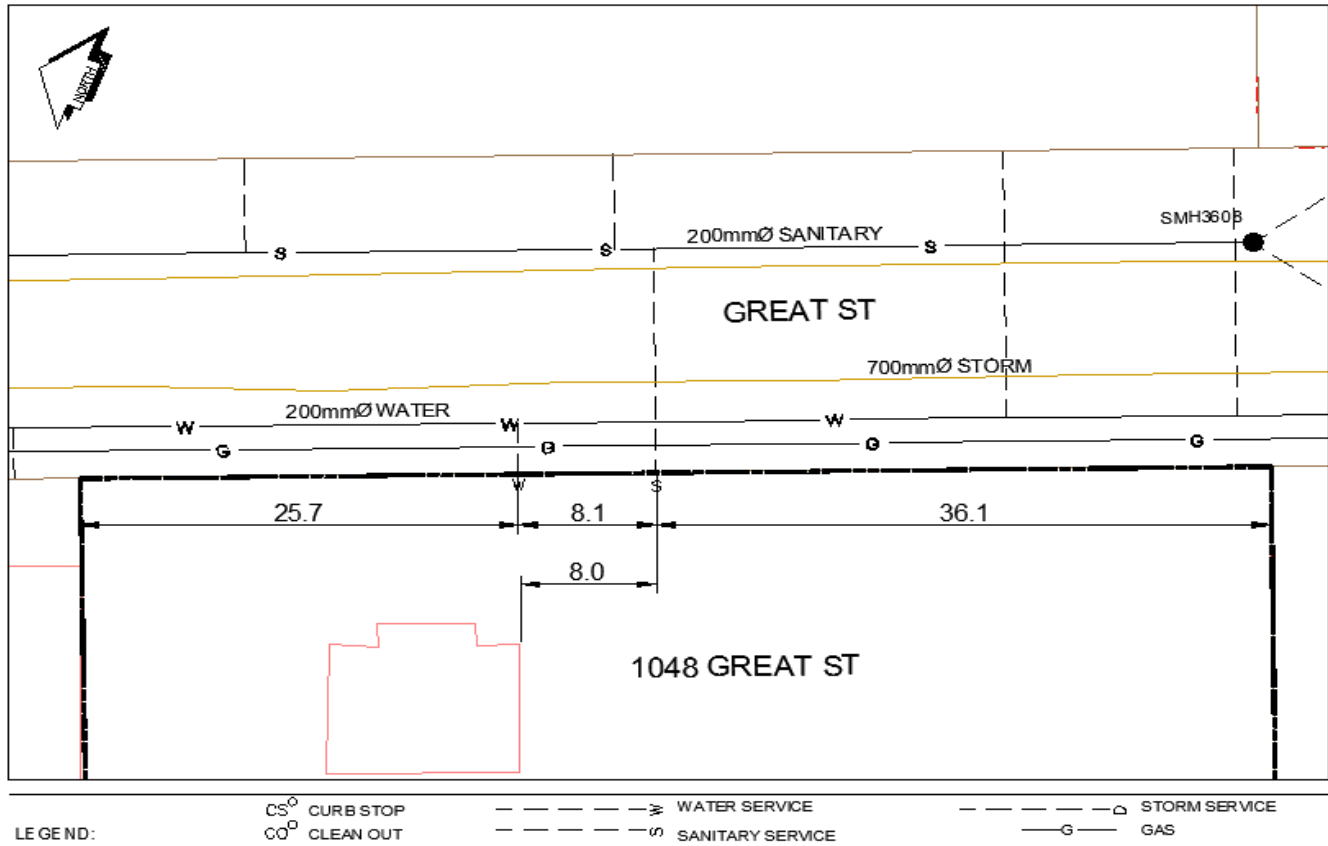 NORTH
SMH3608
S
S
200mmØ SANITARY
S
GREAT ST
700mmØ STORM
200mmØ WATER
W
W
W
G
G
G
G
W
S
25.7
8.1
36.1
8.0
1048 GREAT ST
LEGEND:
CS CURB STOP
CO CLEAN OUT
W WATER SERVICE
S SANITARY SERVICE
D STORM SERVICE
G GAS